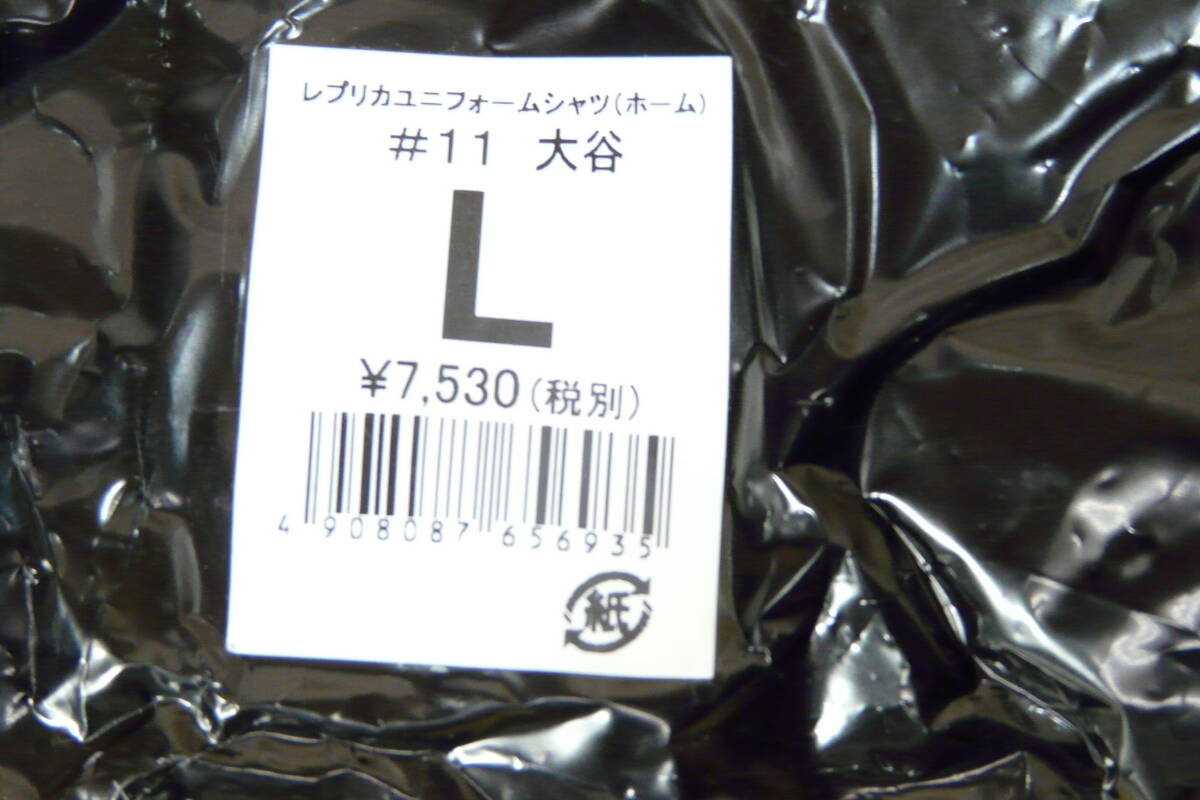 レプリカユニフォームシャツ(ホーム)
#11 大谷
L
¥7,530(税別)
4 908087 656935
紙